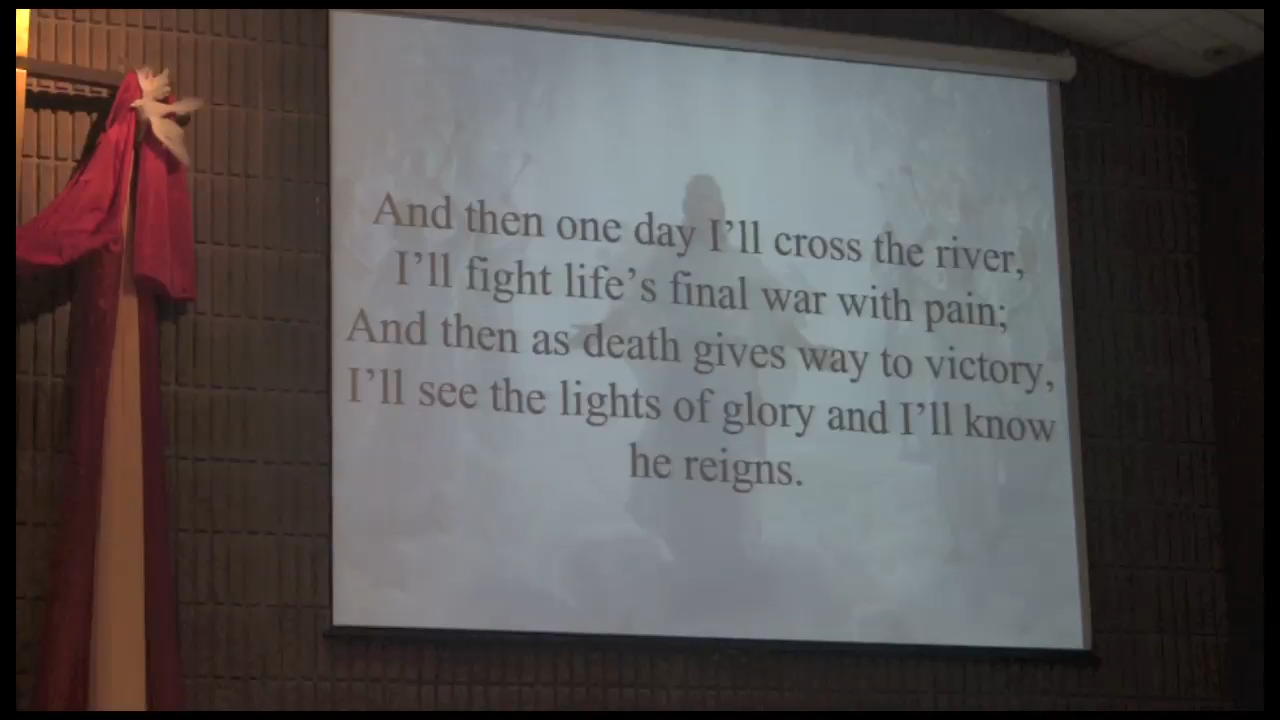 And then one day I’ll cross the river,
I’ll fight life’s final war with pain;
And then as death gives way to victory,
I’ll see the lights of glory and I’ll know
he reigns.